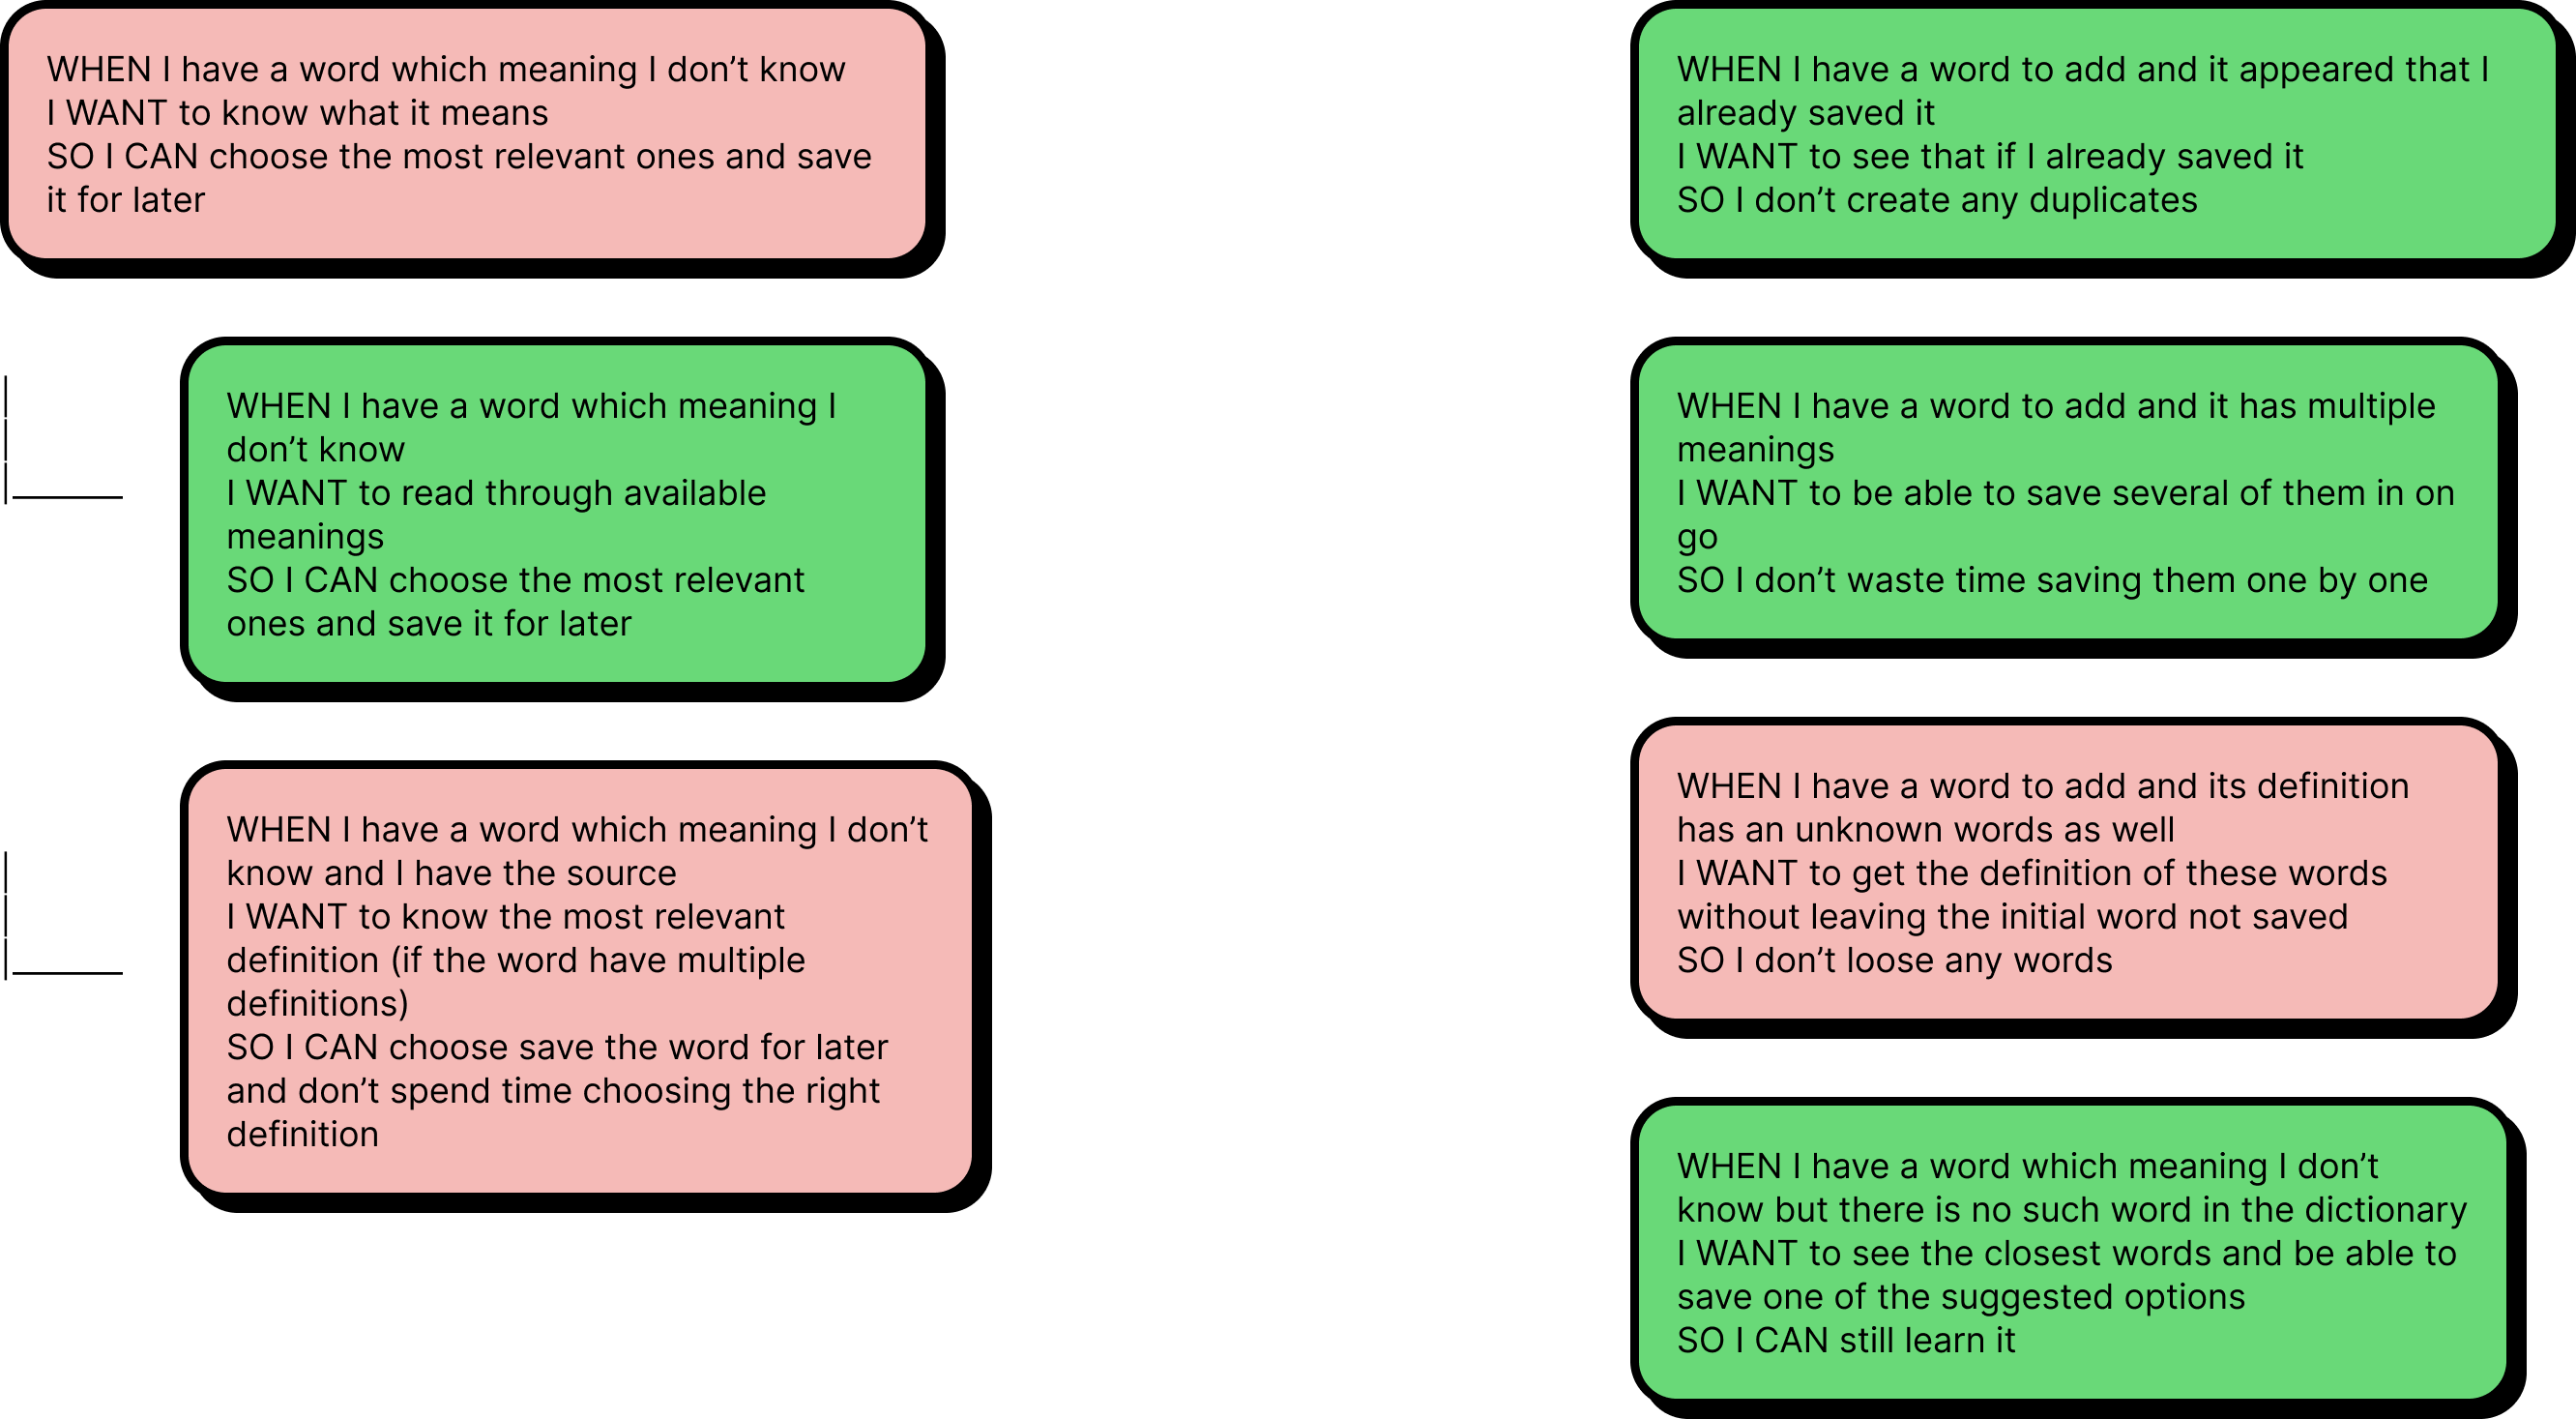 WHEN I have a word which meaning I don’t know
I WANT to know what it means
SO I CAN choose the most relevant ones and save
it for later
WHEN I have a word which meaning I
don’t know
I WANT to read through available
meanings
SO I CAN choose the most relevant
ones and save it for later
WHEN I have a word which meaning I don’t
know and I have the source
I WANT to know the most relevant
definition (if the word have multiple
definitions)
SO I CAN choose save the word for later
and don’t spend time choosing the right
definition
WHEN I have a word to add and it appeared that I
already saved it
I WANT to see that if I already saved it
SO I don’t create any duplicates
WHEN I have a word to add and it has multiple
meanings
I WANT to be able to save several of them in on
go
SO I don’t waste time saving them one by one
WHEN I have a word to add and its definition
has an unknown words as well
I WANT to get the definition of these words
without leaving the initial word not saved
SO I don’t loose any words
WHEN I have a word which meaning I don’t
know but there is no such word in the dictionary
I WANT to see the closest words and be able to
save one of the suggested options
SO I CAN still learn it